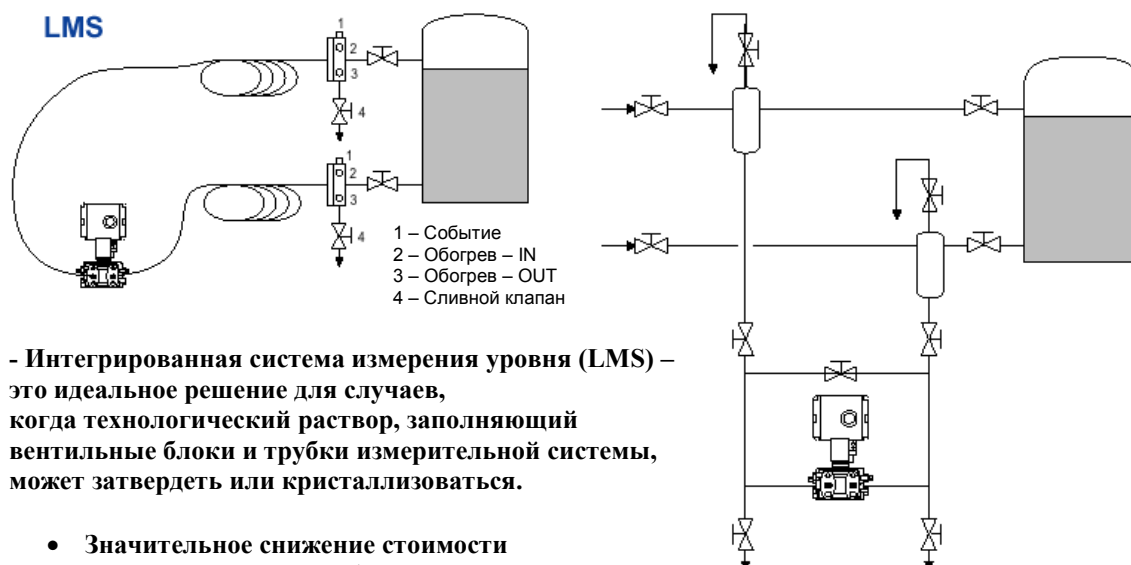 LMS
1
2
3
4
1
2
3
4
1 – Событие
2 – Обогрев – IN
3 – Обогрев – OUT
4 – Сливной клапан
- Интегрированная система измерения уровня (LMS) –
это идеальное решение для случаев,
когда технологический раствор, заполняющий
вентильные блоки и трубки измерительной системы,
может затвердеть или кристаллизоваться.
• Значительное снижение стоимости